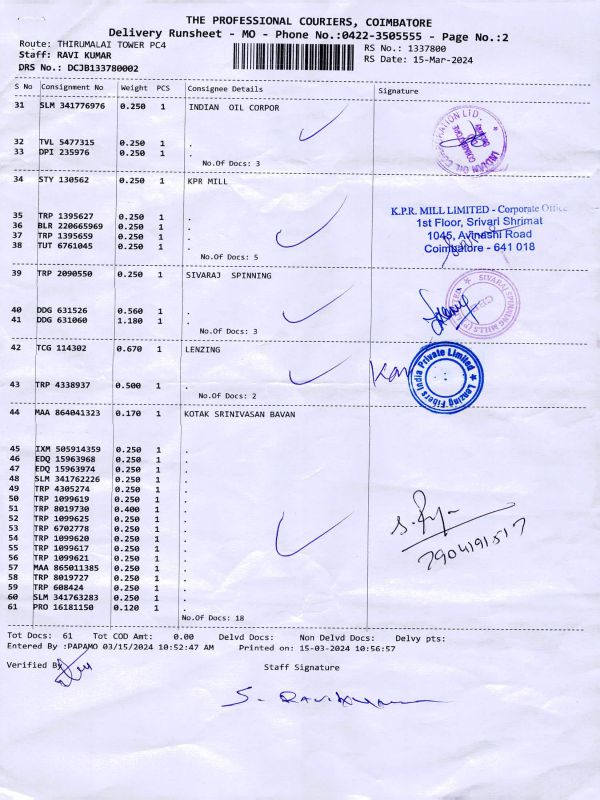 THE PROFESSIONAL COURIERS, COIMBATORE
Delivery Runsheet - MO - Phone No.:0422-3505555 - Page No.:2
Route: THIRUMALAI TOWER PC4
RS No.: 1337800
Staff: RAVI KUMAR
RS Date: 15-Mar-2024
DRS No.: DCJB133780002
S No Consignment No Weight PCS Consignee Details Signature
31 SLM 341776976 0.250 1 INDIAN OIL CORPOR
32 TVL 5477315 0.250 1 .
33 DPI 235976 0.250 1 .
No.Of Docs: 3
34 STY 130562 0.250 1 KPR MILL
K.P.R. MILL LIMITED - Corporate Office
1st Floor, Srivari Shrimat
1045, Avinashi Road
Coimbatore - 641 018
35 TRP 1395627 0.250 1 .
36 BLR 220665969 0.250 1 .
37 TRP 1395659 0.250 1 .
38 TUT 6761045 0.250 1 .
No.Of Docs: 5
39 TRP 2090550 0.250 1 SIVARAJ SPINNING
SIVARAJ SPINNING MILLS (P)
CBE
40 DDG 631526 0.560 1 .
41 DDG 631060 1.180 1 .
No.Of Docs: 3
42 TCG 114302 0.670 1 LENZING
Lenzing Fibers India Private Limited
43 TRP 4338937 0.500 1 .
No.Of Docs: 2
44 MAA 864041323 0.170 1 KOTAK SRINIVASAN BAVAN
45 IXM 505914359 0.250 1 .
46 EDQ 15963968 0.250 1 .
47 EDQ 15963974 0.250 1 .
48 SLM 341762226 0.250 1 .
49 TRP 4305274 0.250 1 .
50 TRP 1099619 0.250 1 .
51 TRP 8019730 0.400 1 .
52 TRP 1099625 0.250 1 .
53 TRP 6702778 0.250 1 .
54 TRP 1099620 0.250 1 .
55 TRP 1099617 0.250 1 .
56 TRP 1099621 0.250 1 .
57 MAA 865011385 0.250 1 .
58 TRP 8019727 0.250 1 .
59 TRP 608424 0.250 1 .
60 SLM 341763283 0.250 1 .
61 PRO 16181150 0.120 1 .
7904191517
No.Of Docs: 18
Tot Docs: 61 Tot COD Amt: 0.00 Delvd Docs: Non Delvd Docs: Delvy pts:
Entered By :PAPAMO 03/15/2024 10:52:47 AM Printed on: 15-03-2024 10:56:57
Verified By
Staff Signature
S. RAVIKUMAR